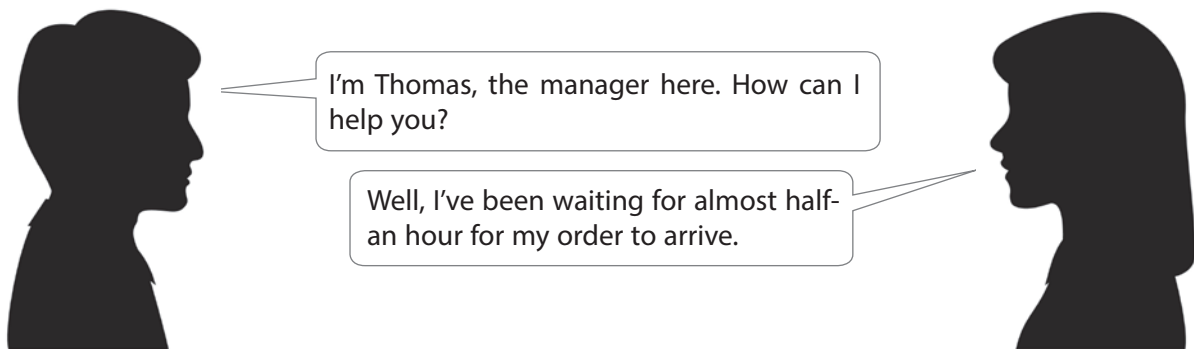 I'm Thomas, the manager here. How can I
help you?
Well, I've been waiting for almost half-
an hour for my order to arrive.